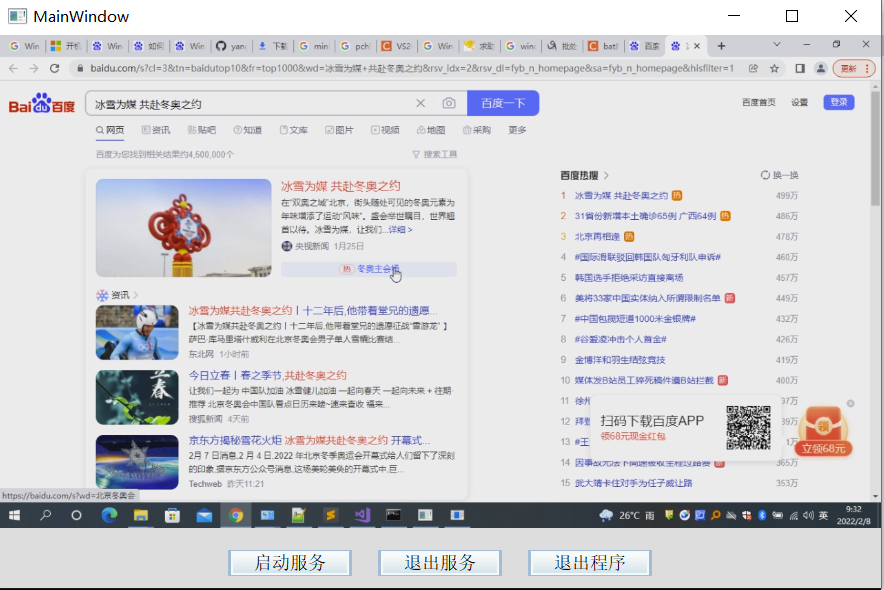 MainWindow
Win
开机
Win
如何
Win
yan
下载
min
pch
VS2
Win
求助
win
批处
bat
百度
baidu.com/s?cl=3&tn=baidutop10&fr=top1000&wd=冰雪为媒+共赴冬奥之约&rsv_idx=2&rsv_dl=fyb_n_homepage&sa=fyb_n_homepage&hisfilter=1
更新
Bai du 百度
冰雪为媒 共赴冬奥之约
百度一下
百度首页 设置 登录
网页 资讯 贴吧 知道 文库 图片 视频 地图 采购 更多
百度为您找到相关结果约4,500,000个
搜索工具
冰雪为媒 共赴冬奥之约
在"双奥之城"北京，街头随处可见的冬奥元素为
年味增添了运动"风味"。盛会举世瞩目，世界翘
首以待。冰雪为媒，让我们...详细 >
央视新闻 1月25日
热 冬奥主会场
资讯 >
冰雪为媒共赴冬奥之约丨十二年后,他带着堂兄的遗愿...
【冰雪为媒共赴冬奥之约丨十二年后,他带着堂兄的遗愿征战"雪游龙" 】
萨巴·库马里塔什威利在北京冬奥会男子单人雪橇比赛结...
东北网 1小时前
立春
今日立春丨春之季节,共赴冬奥之约
让我们一起为 中国队加油 冰雪健儿加油 一起向春天 一起向未来 + 往期·
推荐 北京冬奥会中国队看点日历来啦~速来查收 福来...
搜狐新闻 4天前
京东方揭秘雪花火炬 冰雪为媒共赴冬奥之约 开幕式...
2月 7 日消息,2 月 4 日,2022 年北京冬季奥运会开幕式给人们留下了深刻
的印象,据京东方公众号消息,这场美轮美奂的开幕式中,巨...
Techweb 昨天11:21
百度热搜 >
换一换
1 冰雪为媒 共赴冬奥之约 热 499万
2 31省份新增本土确诊65例 广西64例 热 486万
3 北京再相逢 热 478万
4 #国际滑联驳回韩国队匈牙利队申诉# 460万
5 韩国选手拒绝采访直接离场 457万
6 美将33家中国实体纳入所谓限制名单 新 449万
7 #中国包揽短道1000米金银牌# 432万
8 #谷爱凌冲击个人首金# 426万
9 金博洋和羽生结弦竞技 419万
10 媒体发B站员工猝死稿件遭B站拦截 新 400万
11 徐州
12 拜登
13 #王
14 因事故无法下高速被收全程过路费 365万
15 武大靖卡住对手为任子威让路 353万
扫码下载百度APP
领68元现金红包
领
立领68元
https://baidu.com/s?wd=北京冬奥会
26°C 雨
英
9:32
2022/2/8
启动服务
退出服务
退出程序